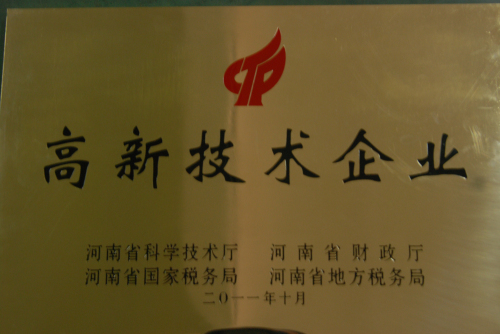 高新技术企业
河南省科学技术厅 河南省财政厅
河南省国家税务局 河南省地方税务局
二〇一一年十月